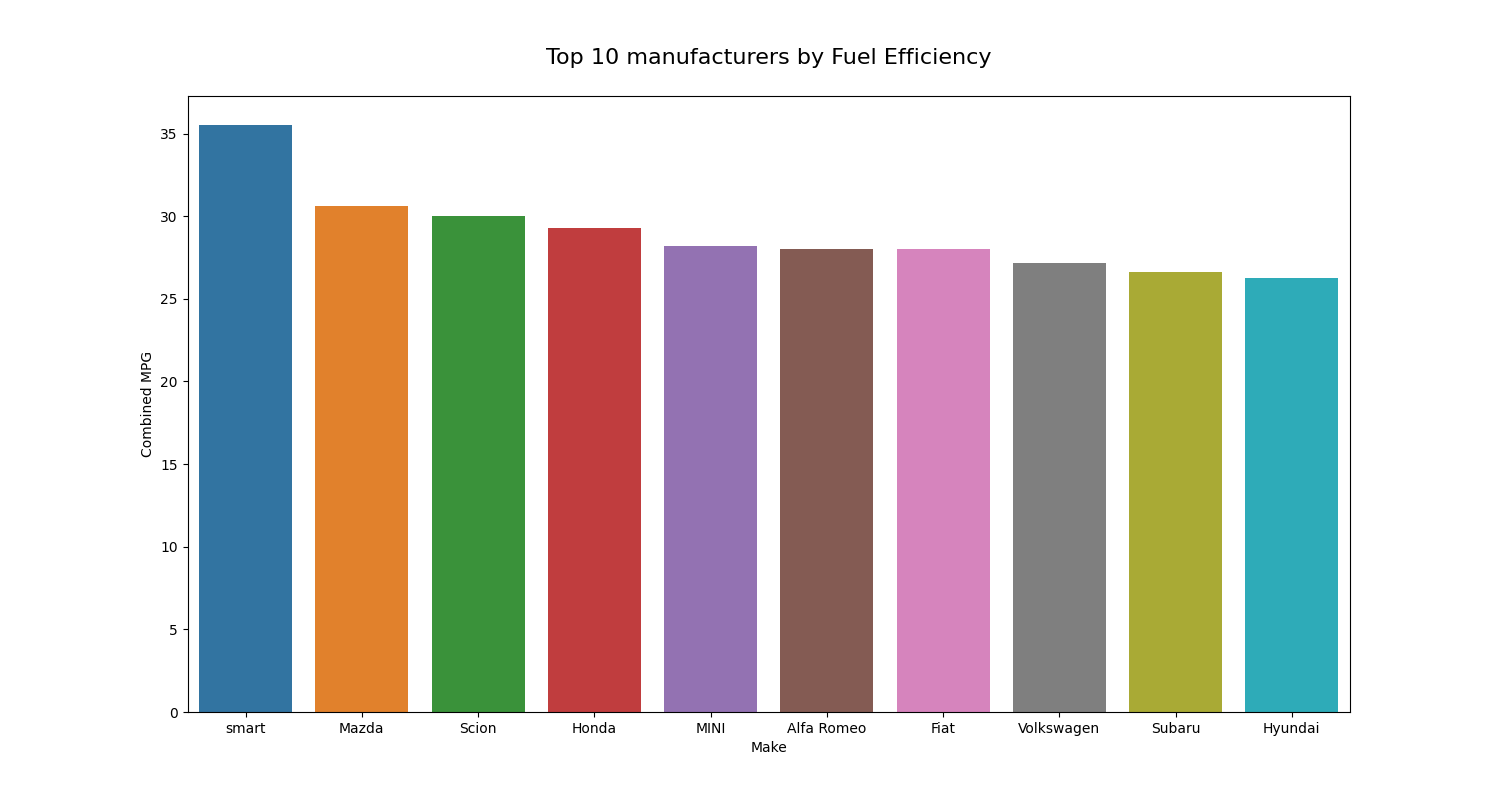 Top 10 manufacturers by Fuel Efficiency
Combined MPG
35
30
25
20
15
10
5
0
smart Mazda Scion Honda MINI Alfa Romeo Fiat Volkswagen Subaru Hyundai
Make